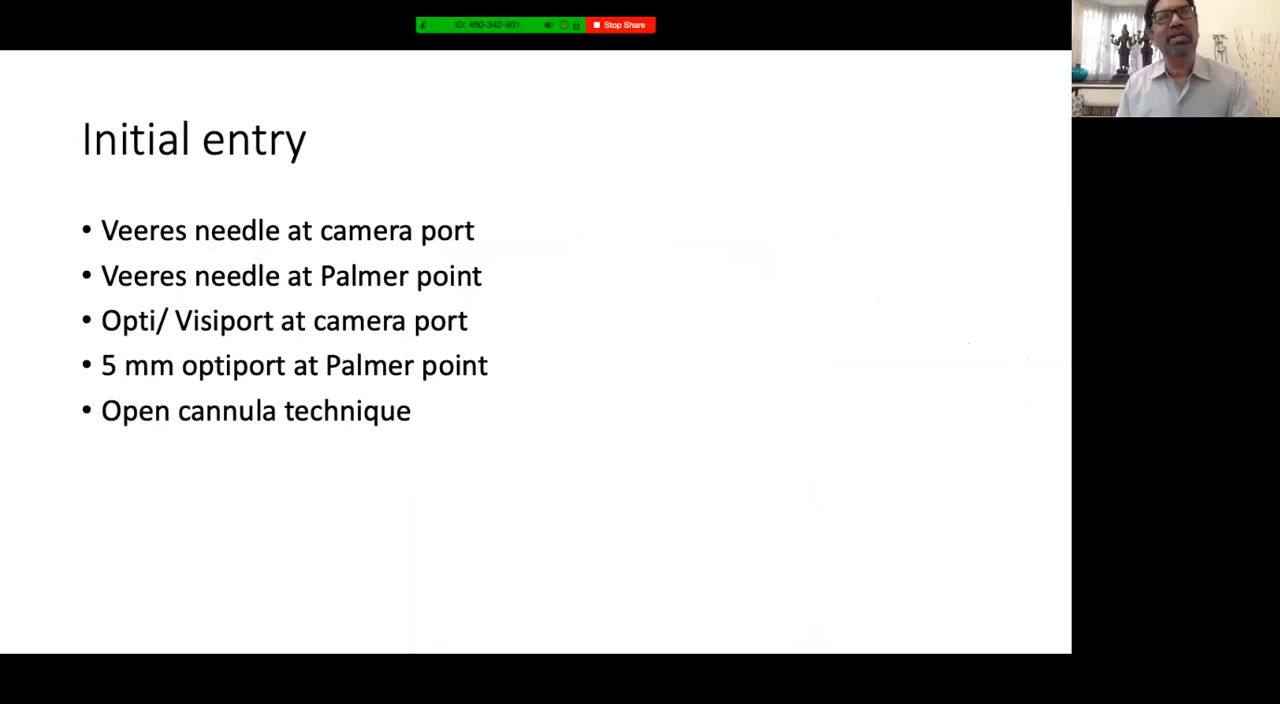 ID: 460-342-901
Stop Share
Initial entry
• Veeres needle at camera port
• Veeres needle at Palmer point
• Opti/ Visiport at camera port
• 5 mm optiport at Palmer point
• Open cannula technique